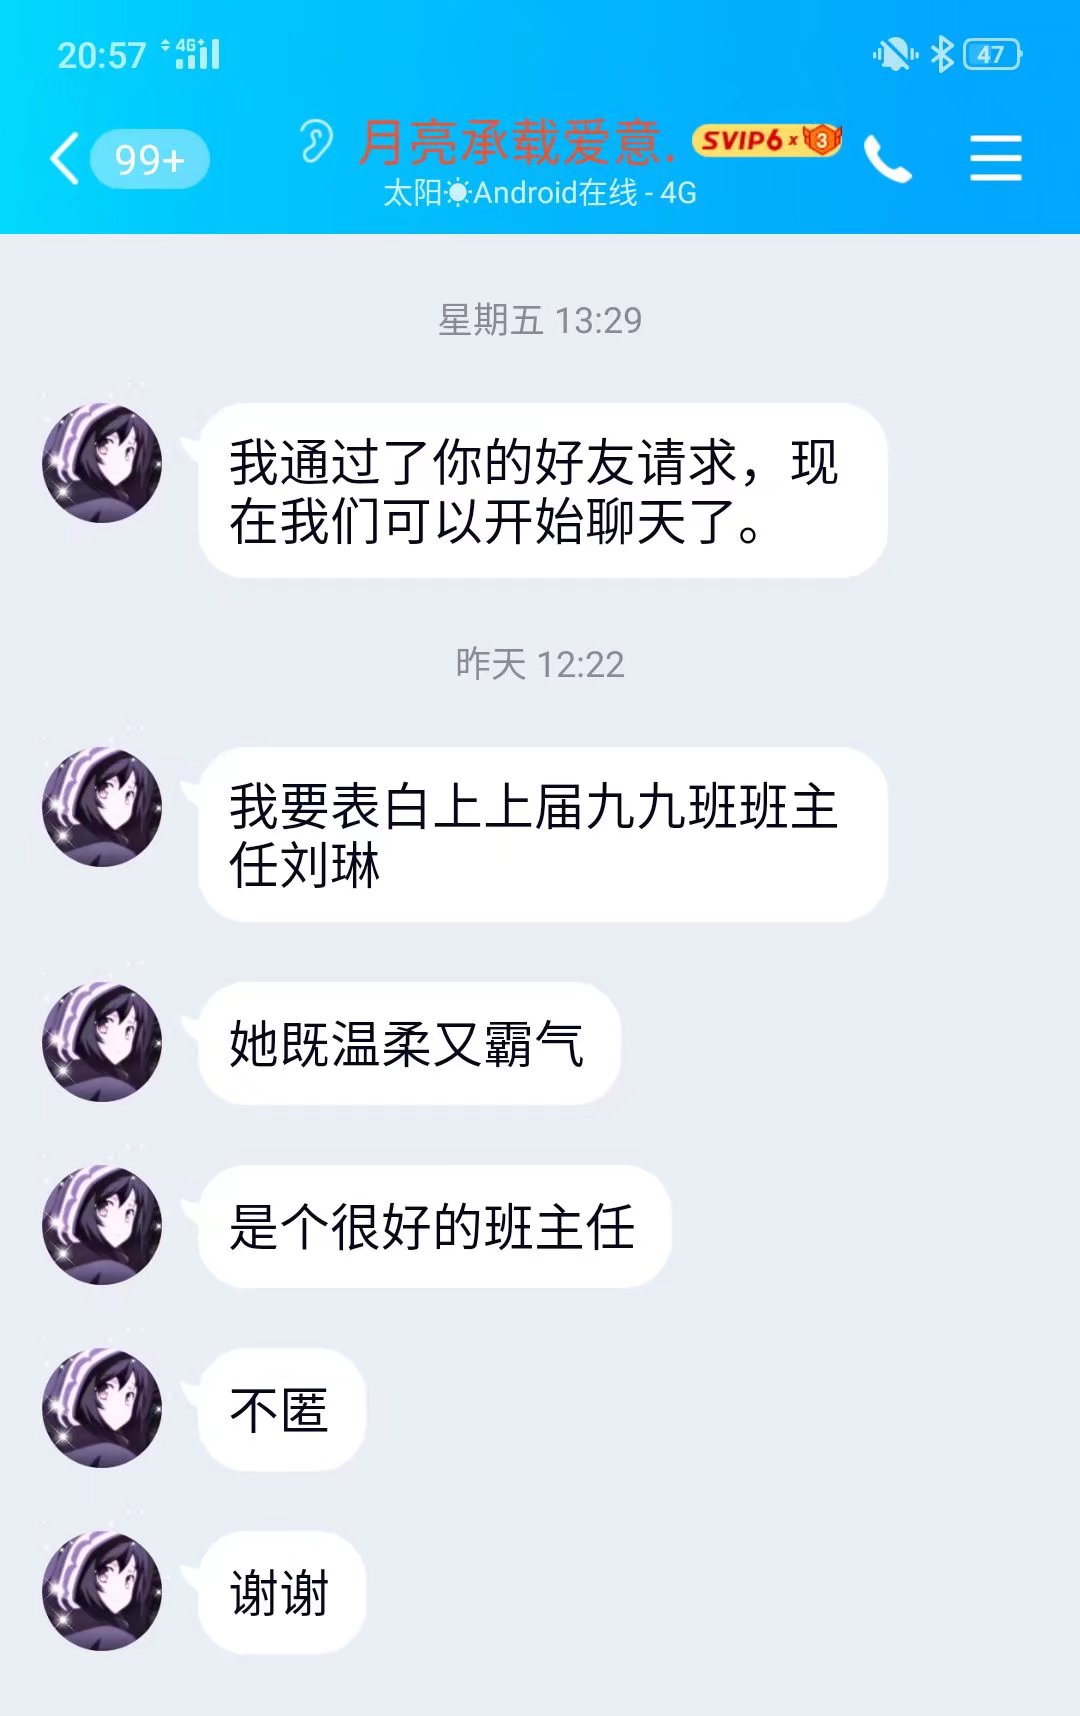 20:57 4G+ 47
99+ 月亮承载爱意. SVIP6 x 3
太阳☀Android在线 - 4G
星期五 13:29
我通过了你的好友请求，现
在我们可以开始聊天了。
昨天 12:22
我要表白上上届九九班班主
任刘琳
她既温柔又霸气
是个很好的班主任
不匿
谢谢